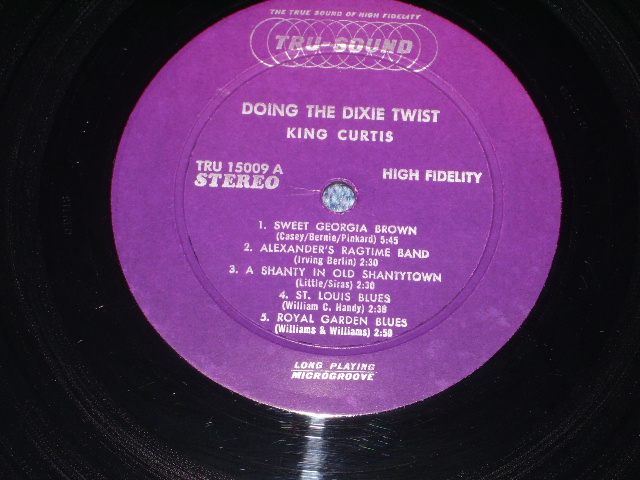 THE TRUE SOUND OF HIGH FIDELITY
TRU-SOUND
DOING THE DIXIE TWIST
KING CURTIS
TRU 15009 A
STEREO
HIGH FIDELITY
1. SWEET GEORGIA BROWN
(Casey/Bernie/Pinkard) 5:45
2. ALEXANDER'S RAGTIME BAND
(Irving Berlin) 2:30
3. A SHANTY IN OLD SHANTYTOWN
(Little/Siras) 2:30
4. ST. LOUIS BLUES
(William C. Handy) 2:38
5. ROYAL GARDEN BLUES
(Williams & Williams) 2:50
LONG PLAYING
MICROGROOVE